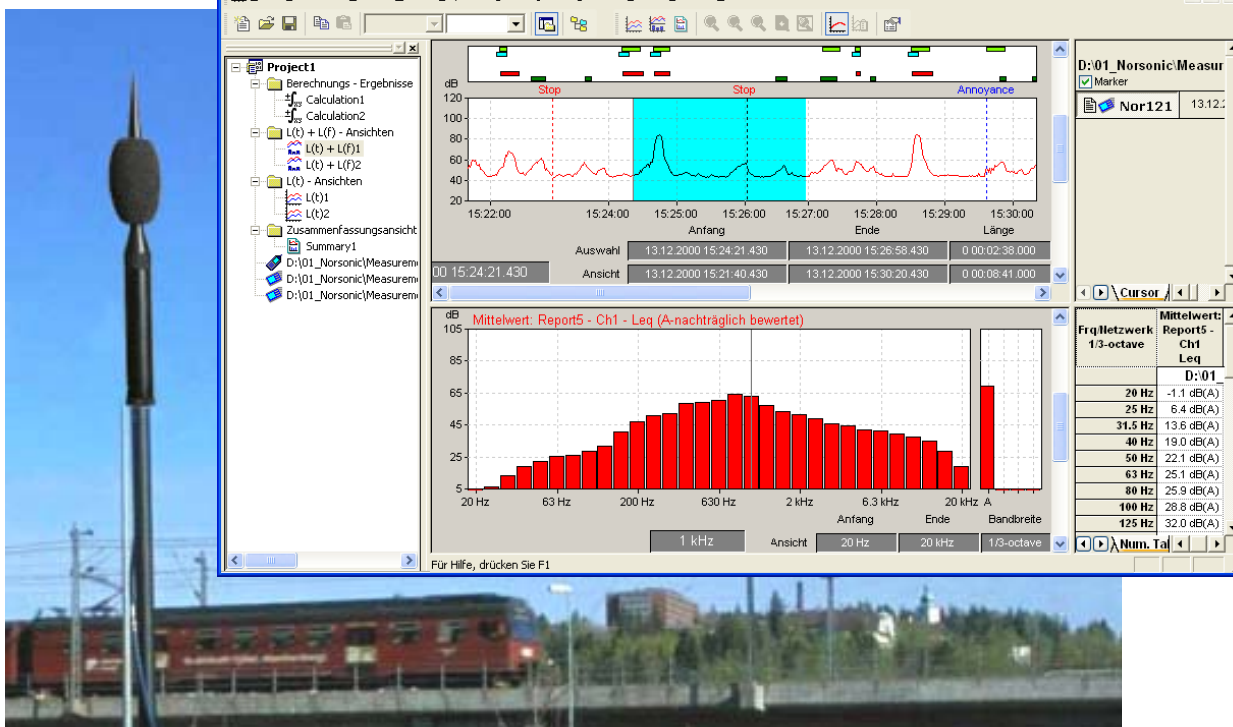 Project1
Berechnungs - Ergebnisse
Calculation1
Calculation2
L(t) + L(f) - Ansichten
L(t) + L(f)1
L(t) + L(f)2
L(t) - Ansichten
L(t)1
L(t)2
Zusammenfassungsansicht
Summary1
D:\01_Norsonic\Measurem
D:\01_Norsonic\Measurem
D:\01_Norsonic\Measurem
dB
Stop Stop Annoyance
120
100
80
60
40
20
15:22:00 15:24:00 15:25:00 15:26:00 15:27:00 15:28:00 15:29:00 15:30:00
Anfang Ende Länge
Auswahl 13.12.2000 15:24:21.430 13.12.2000 15:26:58.430 0 00:02:38.000
00 15:24:21.430 Ansicht 13.12.2000 15:21:40.430 13.12.2000 15:30:20.430 0 00:08:41.000
D:\01_Norsonic\Measur
Marker
Nor121 13.12.2
Cursor
dB Mittelwert: Report5 - Ch1 - Leq (A-nachträglich bewertet)
105
85
65
45
25
5
20 Hz 63 Hz 200 Hz 630 Hz 2 kHz 6.3 kHz 20 kHz A
Anfang Ende Bandbreite
1 kHz Ansicht 20 Hz 20 kHz 1/3-octave
Frq/Netzwerk 1/3-octave
Mittelwert: Report5 - Ch1 Leq
D:\01_
20 Hz -1.1 dB(A)
25 Hz 6.4 dB(A)
31.5 Hz 13.6 dB(A)
40 Hz 19.0 dB(A)
50 Hz 22.1 dB(A)
63 Hz 25.1 dB(A)
80 Hz 25.9 dB(A)
100 Hz 28.8 dB(A)
125 Hz 32.0 dB(A)
Num. Tal
Für Hilfe, drücken Sie F1